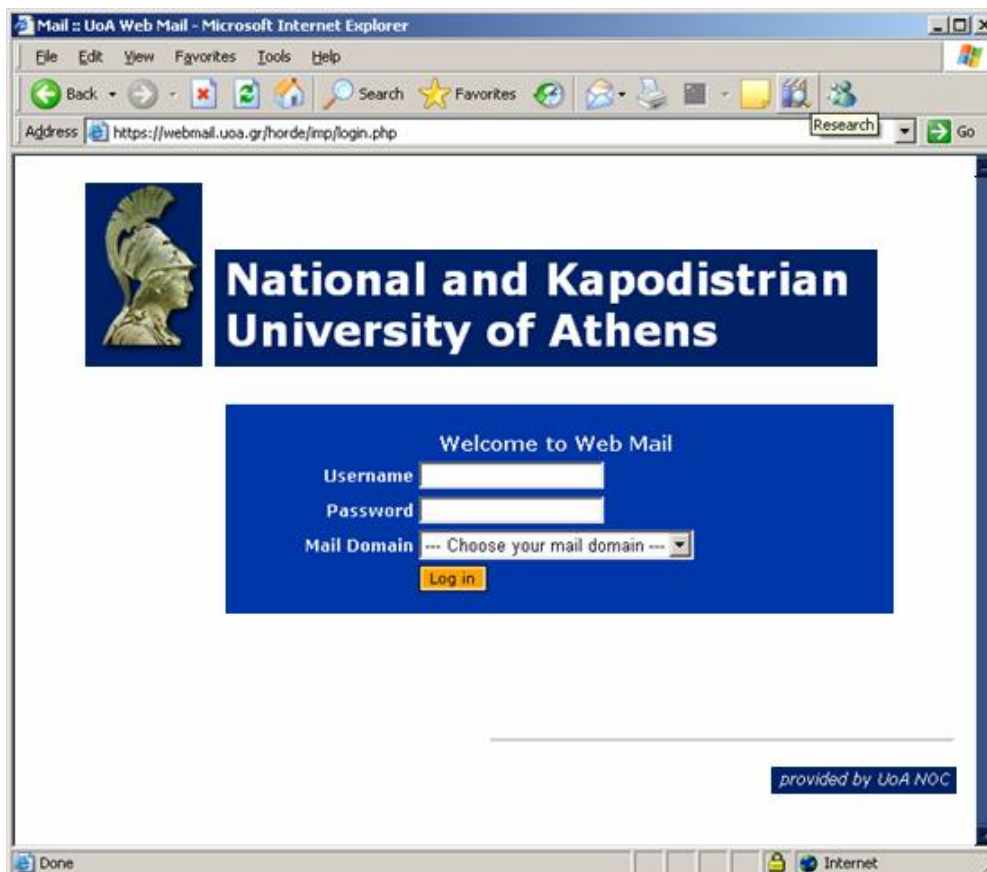 Mail :: UoA Web Mail - Microsoft Internet Explorer
File Edit View Favorites Tools Help
Back Search Favorites
Address https://webmail.uoa.gr/horde/imp/login.php Go
Research
National and Kapodistrian
University of Athens
Welcome to Web Mail
Username
Password
Mail Domain --- Choose your mail domain ---
Log in
provided by UoA NOC
Done Internet